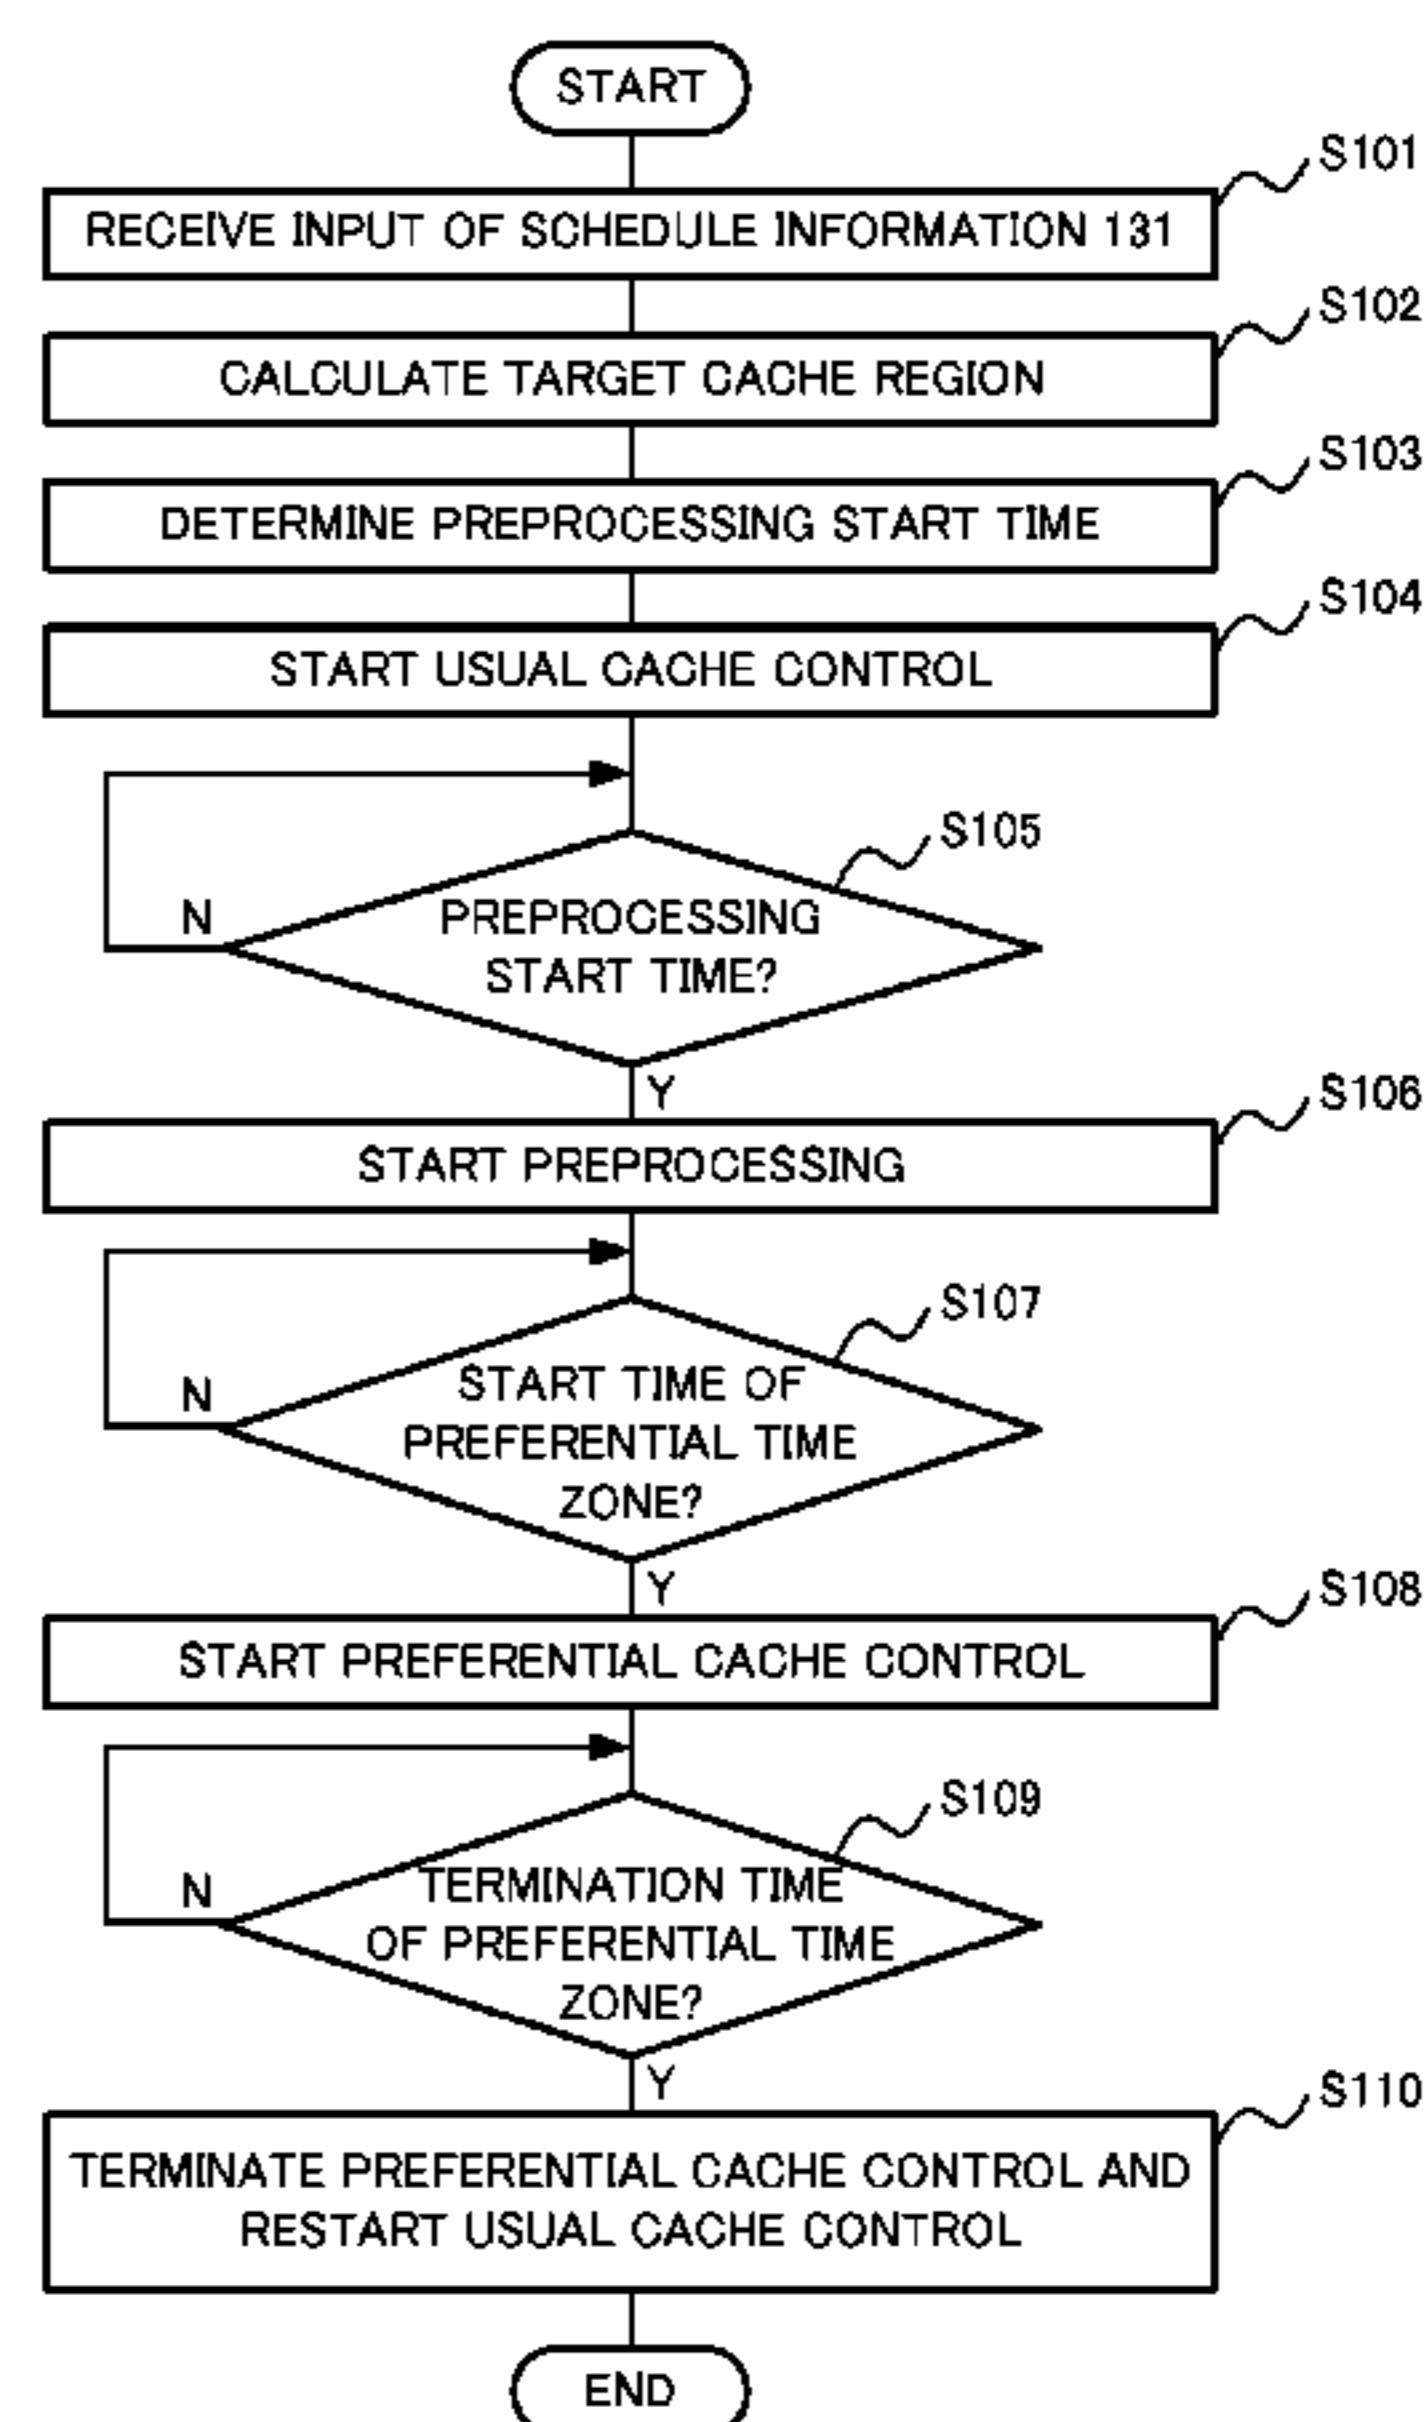 START
S101
RECEIVE INPUT OF SCHEDULE INFORMATION 131
S102
CALCULATE TARGET CACHE REGION
S103
DETERMINE PREPROCESSING START TIME
S104
START USUAL CACHE CONTROL
S105
N
PREPROCESSING
START TIME?
Y
S106
START PREPROCESSING
S107
N
START TIME OF
PREFERENTIAL TIME
ZONE?
Y
S108
START PREFERENTIAL CACHE CONTROL
S109
N
TERMINATION TIME
OF PREFERENTIAL TIME
ZONE?
Y
S110
TERMINATE PREFERENTIAL CACHE CONTROL AND
RESTART USUAL CACHE CONTROL
END